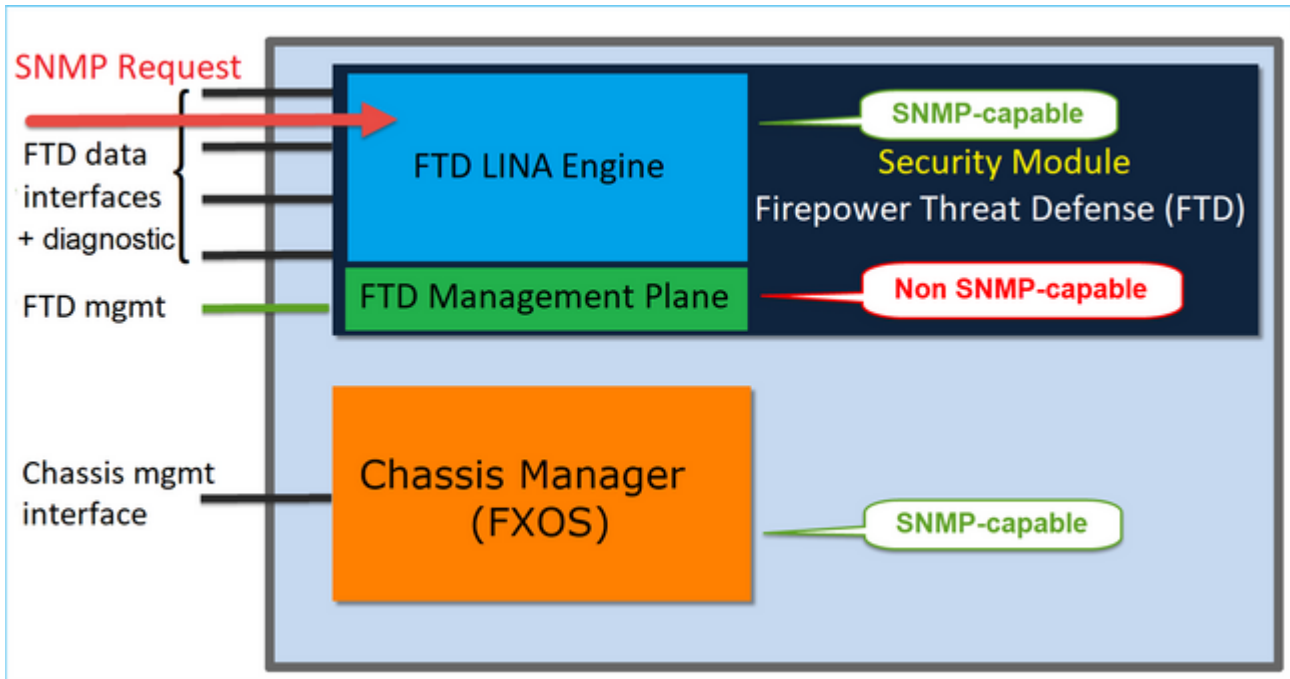 SNMP Request
FTD data
interfaces
+ diagnostic
FTD mgmt
Chassis mgmt
interface
FTD LINA Engine
FTD Management Plane
SNMP-capable
Security Module
Firepower Threat Defense (FTD)
Non SNMP-capable
Chassis Manager
(FXOS)
SNMP-capable